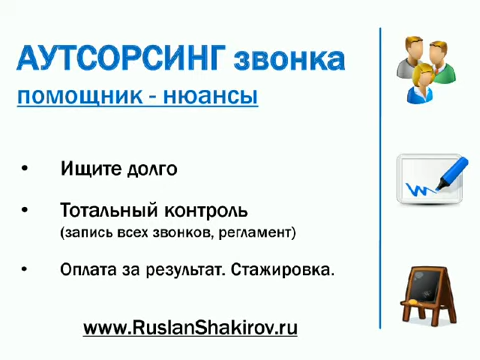 АУТСОРСИНГ звонка
помощник - нюансы
• Ищите долго
• Тотальный контроль
(запись всех звонков, регламент)
• Оплата за результат. Стажировка.
www.RuslanShakirov.ru